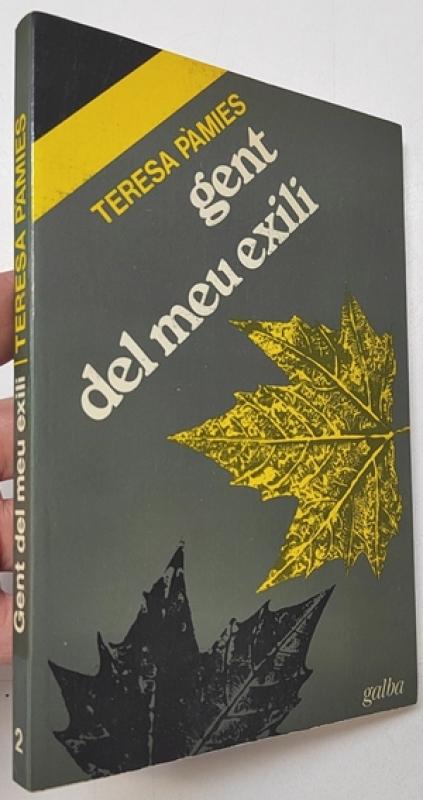 TERESA PÀMIES
gent
del meu exili
galba
Gent del meu exili | TERESA PÀMIES
2